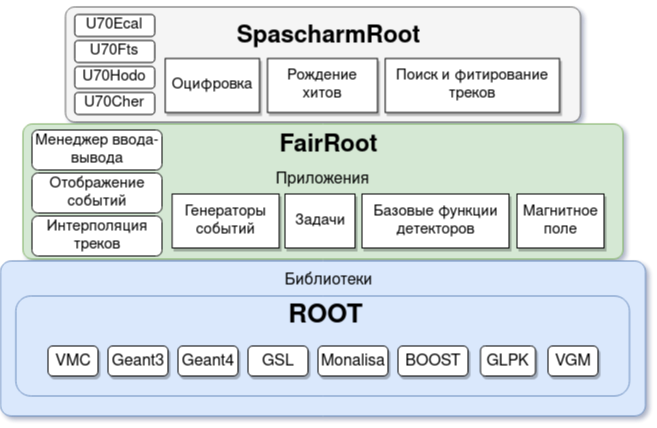 U70Ecal
U70Fts
U70Hodo
U70Cher
SpascharmRoot
Оцифровка
Рождение
хитов
Поиск и фитирование
треков
FairRoot
Приложения
Менеджер ввода-
вывода
Отображение
событий
Интерполяция
треков
Генераторы
событий
Задачи
Базовые функции
детекторов
Магнитное
поле
Библиотеки
ROOT
VMC
Geant3
Geant4
GSL
Monalisa
BOOST
GLPK
VGM